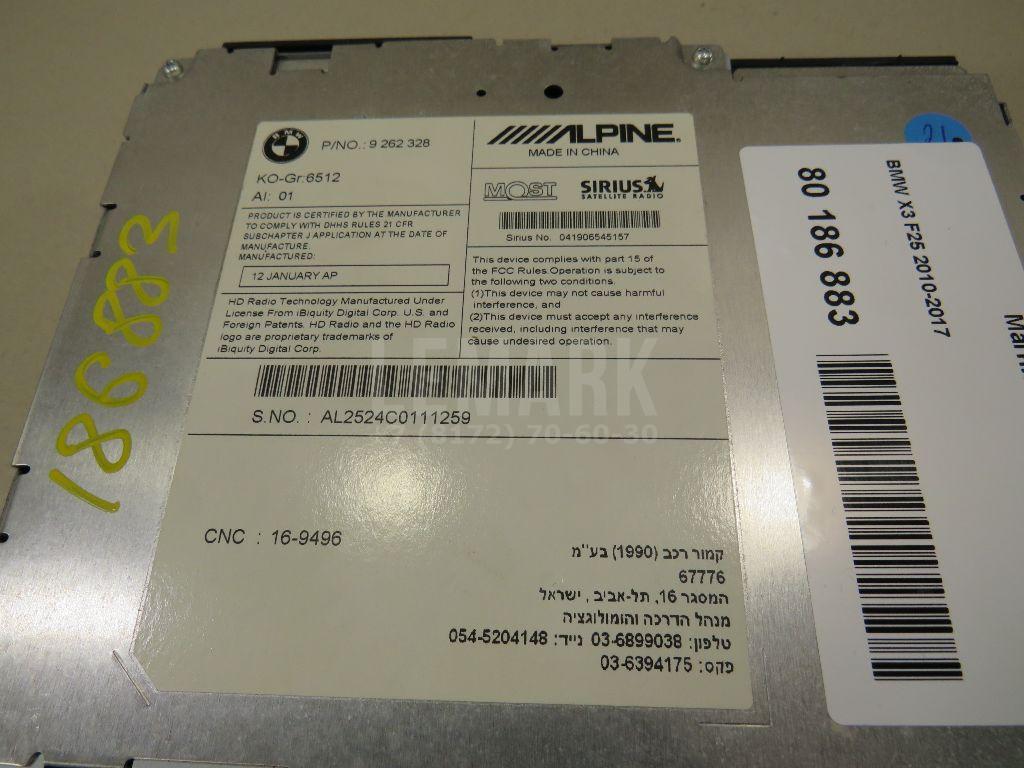 BMW
P/NO.: 9 262 328
KO-Gr:6512
AI: 01
PRODUCT IS CERTIFIED BY THE MANUFACTURER
TO COMPLY WITH DHHS RULES 21 CFR
SUBCHAPTER J APPLICATION AT THE DATE OF
MANUFACTURE.
MANUFACTURED:
12 JANUARY AP
HD Radio Technology Manufactured Under
License From iBiquity Digital Corp. U.S. and
Foreign Patents. HD Radio and the HD Radio
logo are proprietary trademarks of
iBiquity Digital Corp.
ALPINE.
MADE IN CHINA
MOST
SIRIUS
SATELLITE RADIO
Sirius No. 041906545157
This device complies with part 15 of
the FCC Rules.Operation is subject to
the following two conditions.
(1)This device may not cause harmful
interference, and
(2)This device must accept any interference
received, including interference that may
cause undesired operation.
S.NO. : AL2524C0111259
CNC : 16-9496
קמור רכב (1990) בע"מ
67776
המסגר 16, תל-אביב, ישראל
מנהל הדרכה והומולוגציה
טלפון: 03-6899038 נייד: 054-5204148
פקס: 03-6394175
186883
BMW X3 F25 2010-2017
80 186 883
LEMARK
+7 (8172) 70-60-30